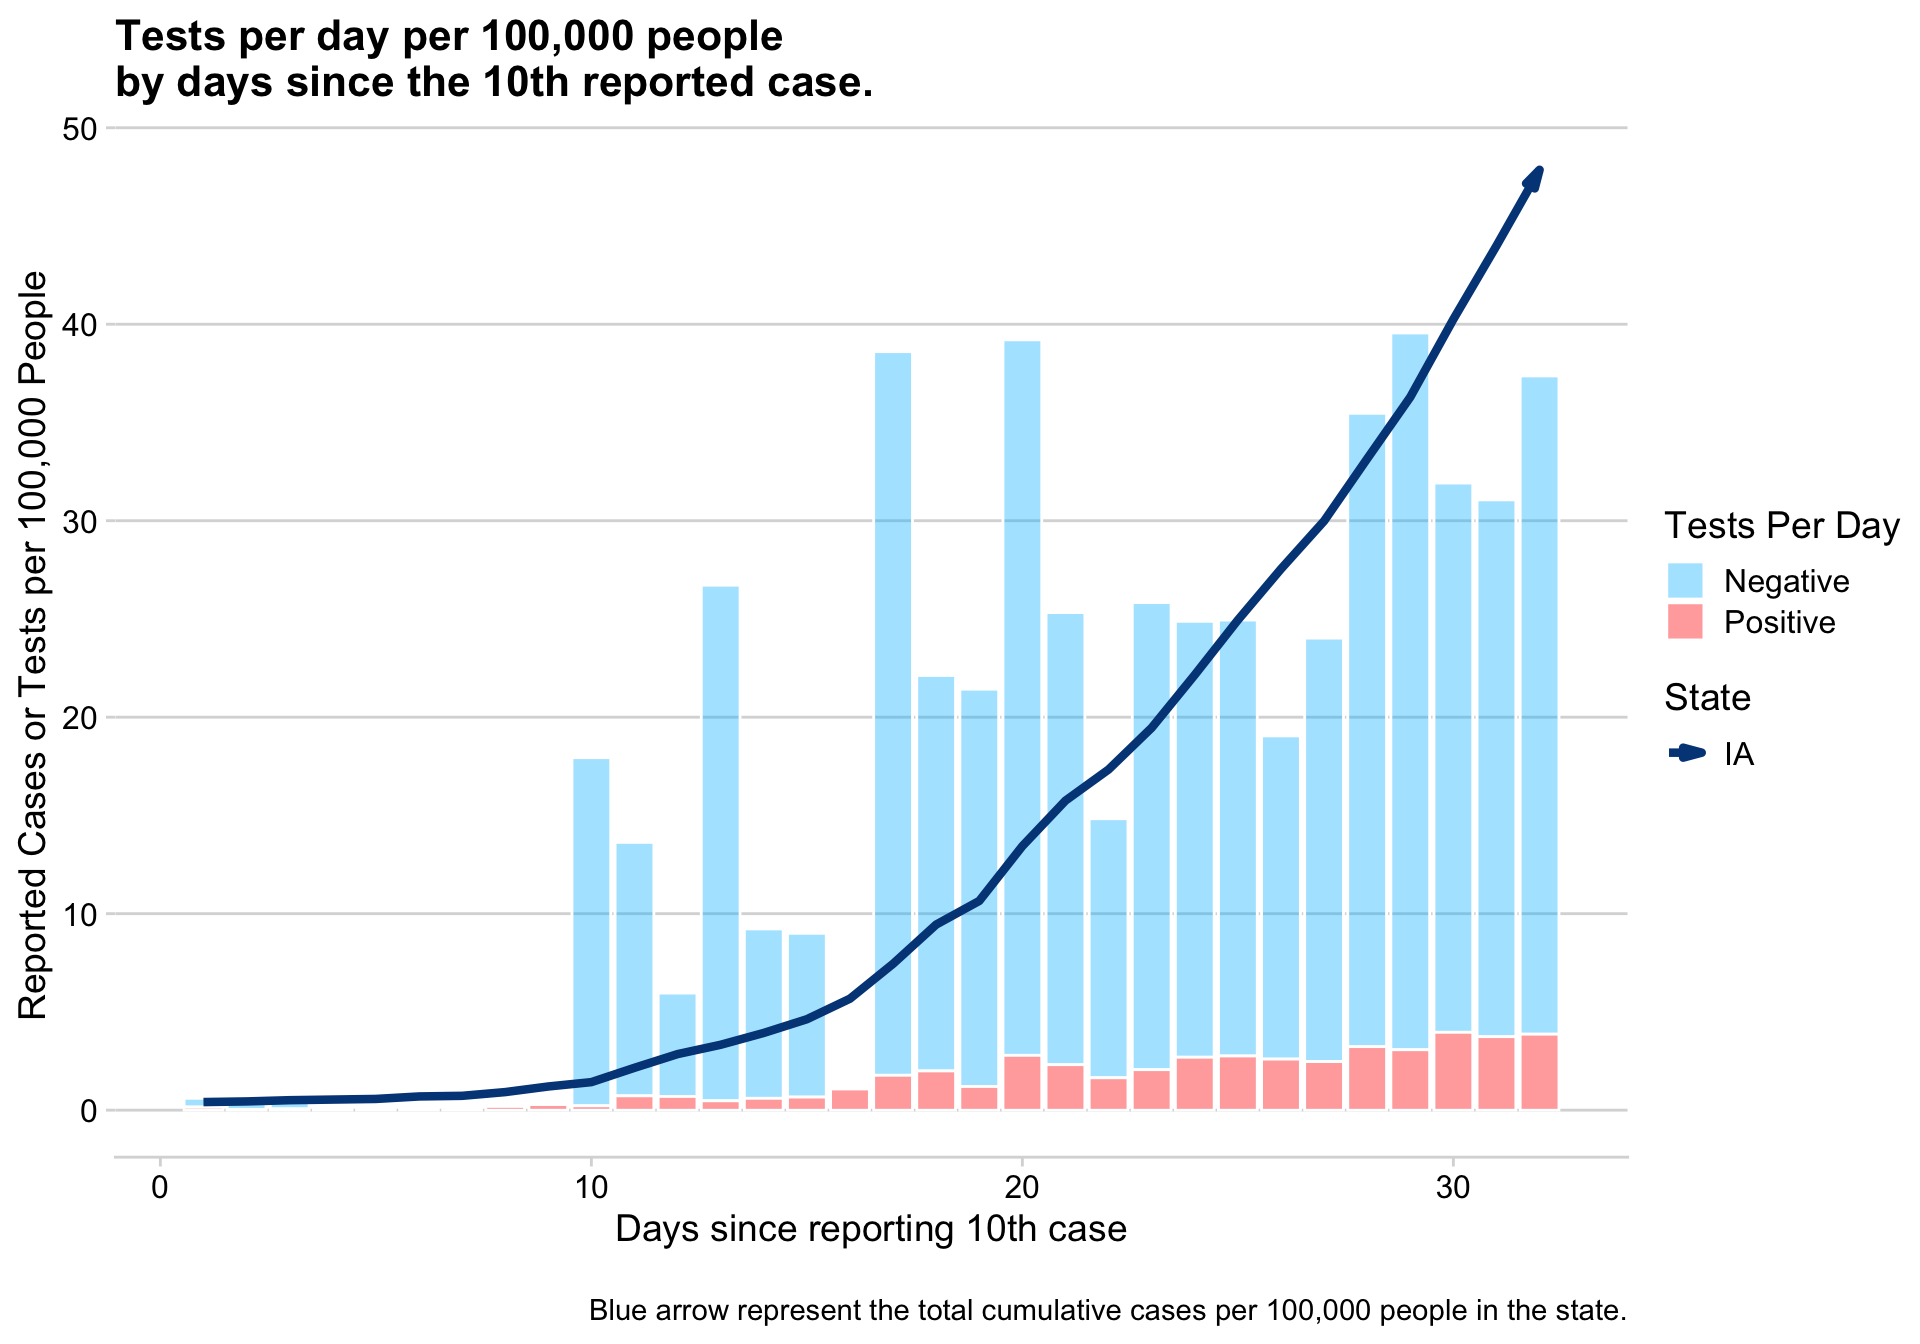 Tests per day per 100,000 people
by days since the 10th reported case.
Reported Cases or Tests per 100,000 People
50
40
30
20
10
0
0
10
20
30
Days since reporting 10th case
Tests Per Day
Negative
Positive
State
IA
Blue arrow represent the total cumulative cases per 100,000 people in the state.